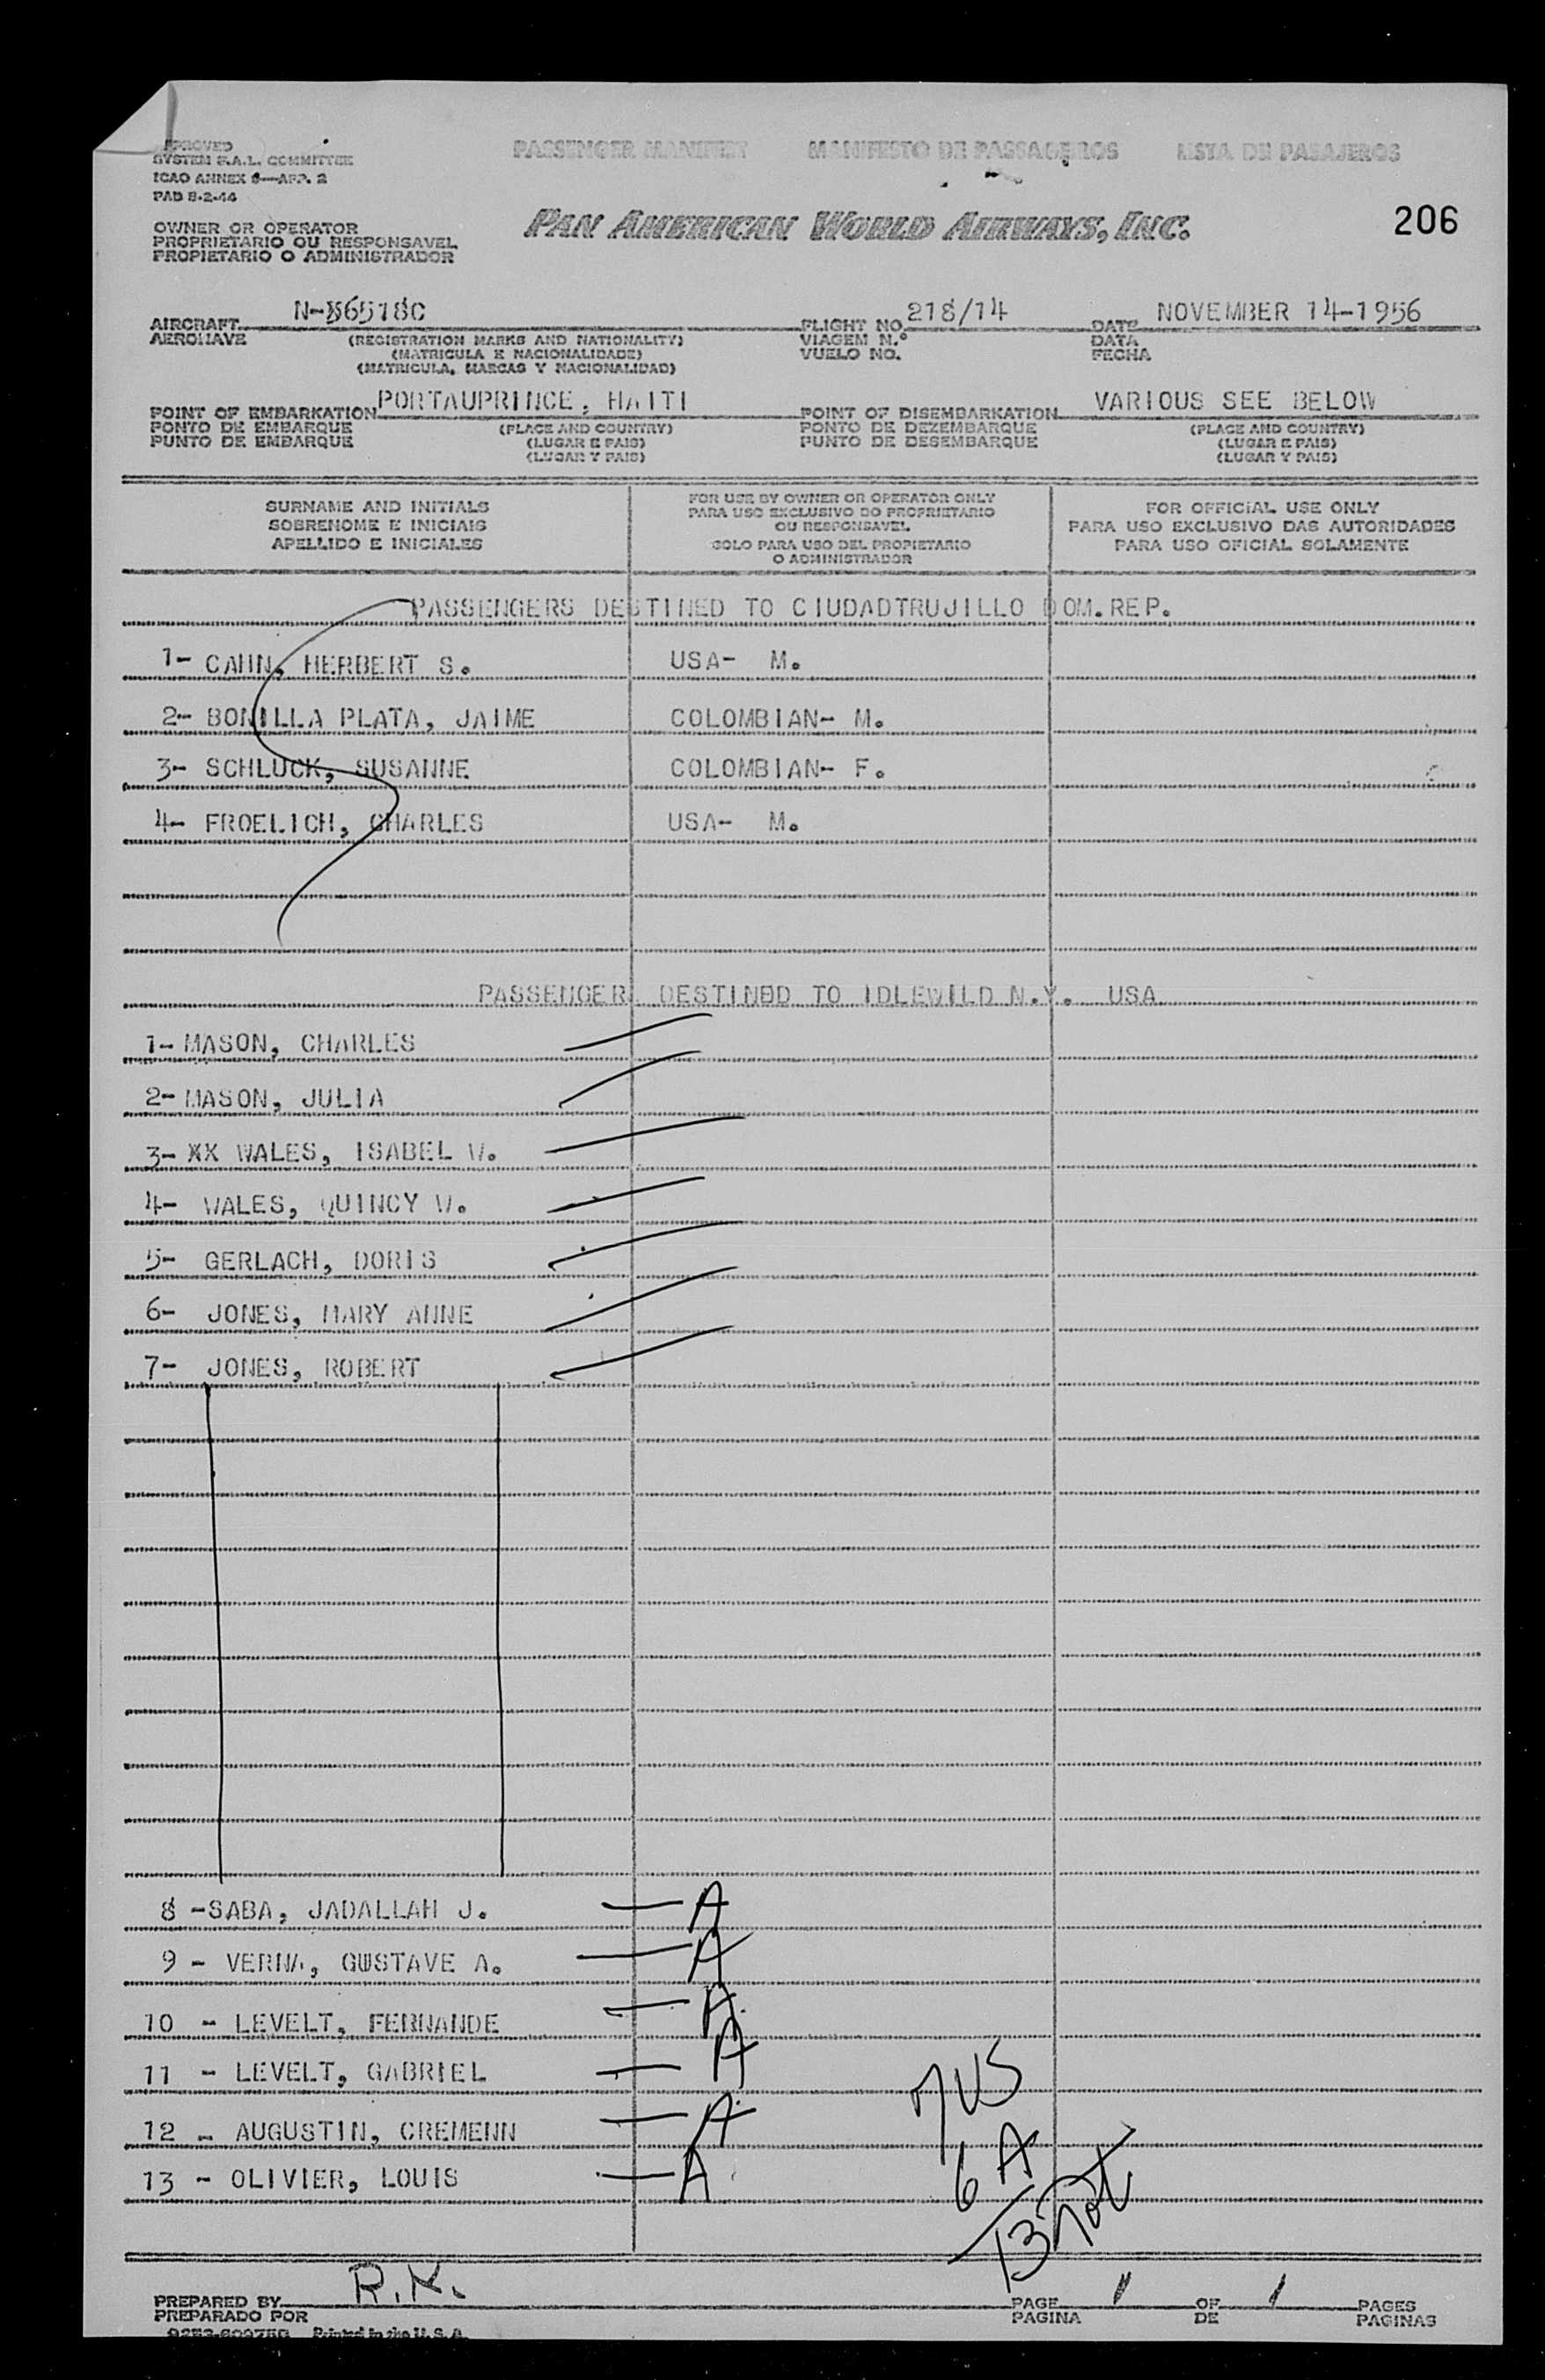 APPROVED
SYSTEM F.A.L. COMMITTEE
ICAO ANNEX 9—APP. 2
PAD 8-2-44
PASSENGER MANIFEST MANIFESTO DE PASSAGEIROS LISTA DE PASAJEROS
OWNER OR OPERATOR
PROPRIETARIO OU RESPONSAVEL
PROPIETARIO O ADMINISTRADOR
PAN AMERICAN WORLD AIRWAYS, INC.
206
AIRCRAFT N-X6518C FLIGHT NO. 218/14 DATE NOVEMBER 14-1956
AERONAVE (REGISTRATION MARKS AND NATIONALITY) VIAGEM N.º DATA
(MATRICULA E NACIONALIDADE) VUELO NO. FECHA
(MATRICULA, MARCAS Y NACIONALIDAD)
POINT OF EMBARKATION PORTAUPRINCE, HAITI POINT OF DISEMBARKATION VARIOUS SEE BELOW
PONTO DE EMBARQUE (PLACE AND COUNTRY) PONTO DE DEZEMBARQUE (PLACE AND COUNTRY)
PUNTO DE EMBARQUE (LUGAR E PAIS) PUNTO DE DESEMBARQUE (LUGAR E PAIS)
(LUGAR Y PAIS) (LUGAR Y PAIS)
SURNAME AND INITIALS
SOBRENOME E INICIAIS
APELLIDO E INICIALES
FOR USE BY OWNER OR OPERATOR ONLY
PARA USO EXCLUSIVO DO PROPRIETARIO
OU RESPONSAVEL
SOLO PARA USO DEL PROPIETARIO
O ADMINISTRADOR
FOR OFFICIAL USE ONLY
PARA USO EXCLUSIVO DAS AUTORIDADES
PARA USO OFICIAL SOLAMENTE
PASSENGERS DESTINED TO CIUDADTRUJILLO DOM.REP.
1- CAHN, HERBERT S. USA- M.
2- BONILLA PLATA, JAIME COLOMBIAN- M.
3- SCHLUCK, SUSANNE COLOMBIAN- F.
4- FROELICH, CHARLES USA- M.
PASSENGER DESTINED TO IDLEWILD N.Y. USA
1- MASON, CHARLES
2- MASON, JULIA
3- XX WALES, ISABEL W.
4- WALES, QUINCY W.
5- GERLACH, DORIS
6- JONES, MARY ANNE
7- JONES, ROBERT
8 -SABA, JADALLAH J. — A
9 - VERNA, GUSTAVE A. — A
10 - LEVELT, FERNANDE — A
11 - LEVELT, GABRIEL — A
12 - AUGUSTIN, CREMENN — A
13 - OLIVIER, LOUIS — A
7 US
6 A
13 Tot
PREPARED BY R.K. PAGE 1 OF 1 PAGES
PREPARADO POR PAGINA DE PAGINAS
Printed in the U.S.A.